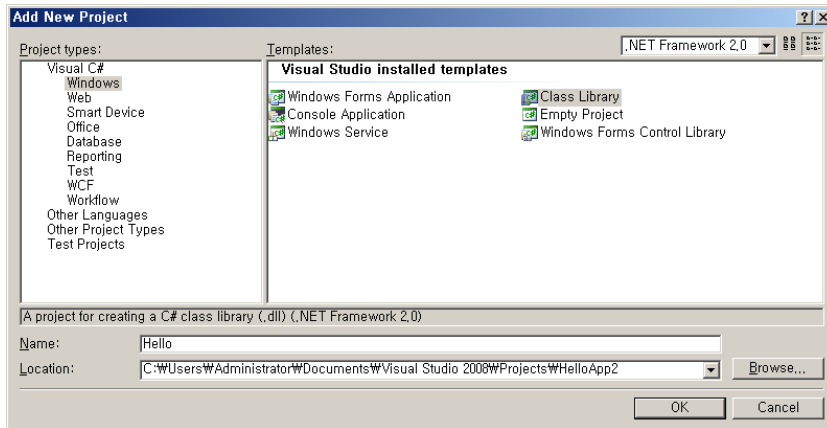 Add New Project
Project types:
Templates:
.NET Framework 2.0
Visual C#
Windows
Web
Smart Device
Office
Database
Reporting
Test
WCF
Workflow
Other Languages
Other Project Types
Test Projects
Visual Studio installed templates
Windows Forms Application
Class Library
Console Application
Empty Project
Windows Service
Windows Forms Control Library
A project for creating a C# class library (.dll) (.NET Framework 2.0)
Name:
Hello
Location:
C:₩Users₩Administrator₩Documents₩Visual Studio 2008₩Projects₩HelloApp2
Browse...
OK
Cancel